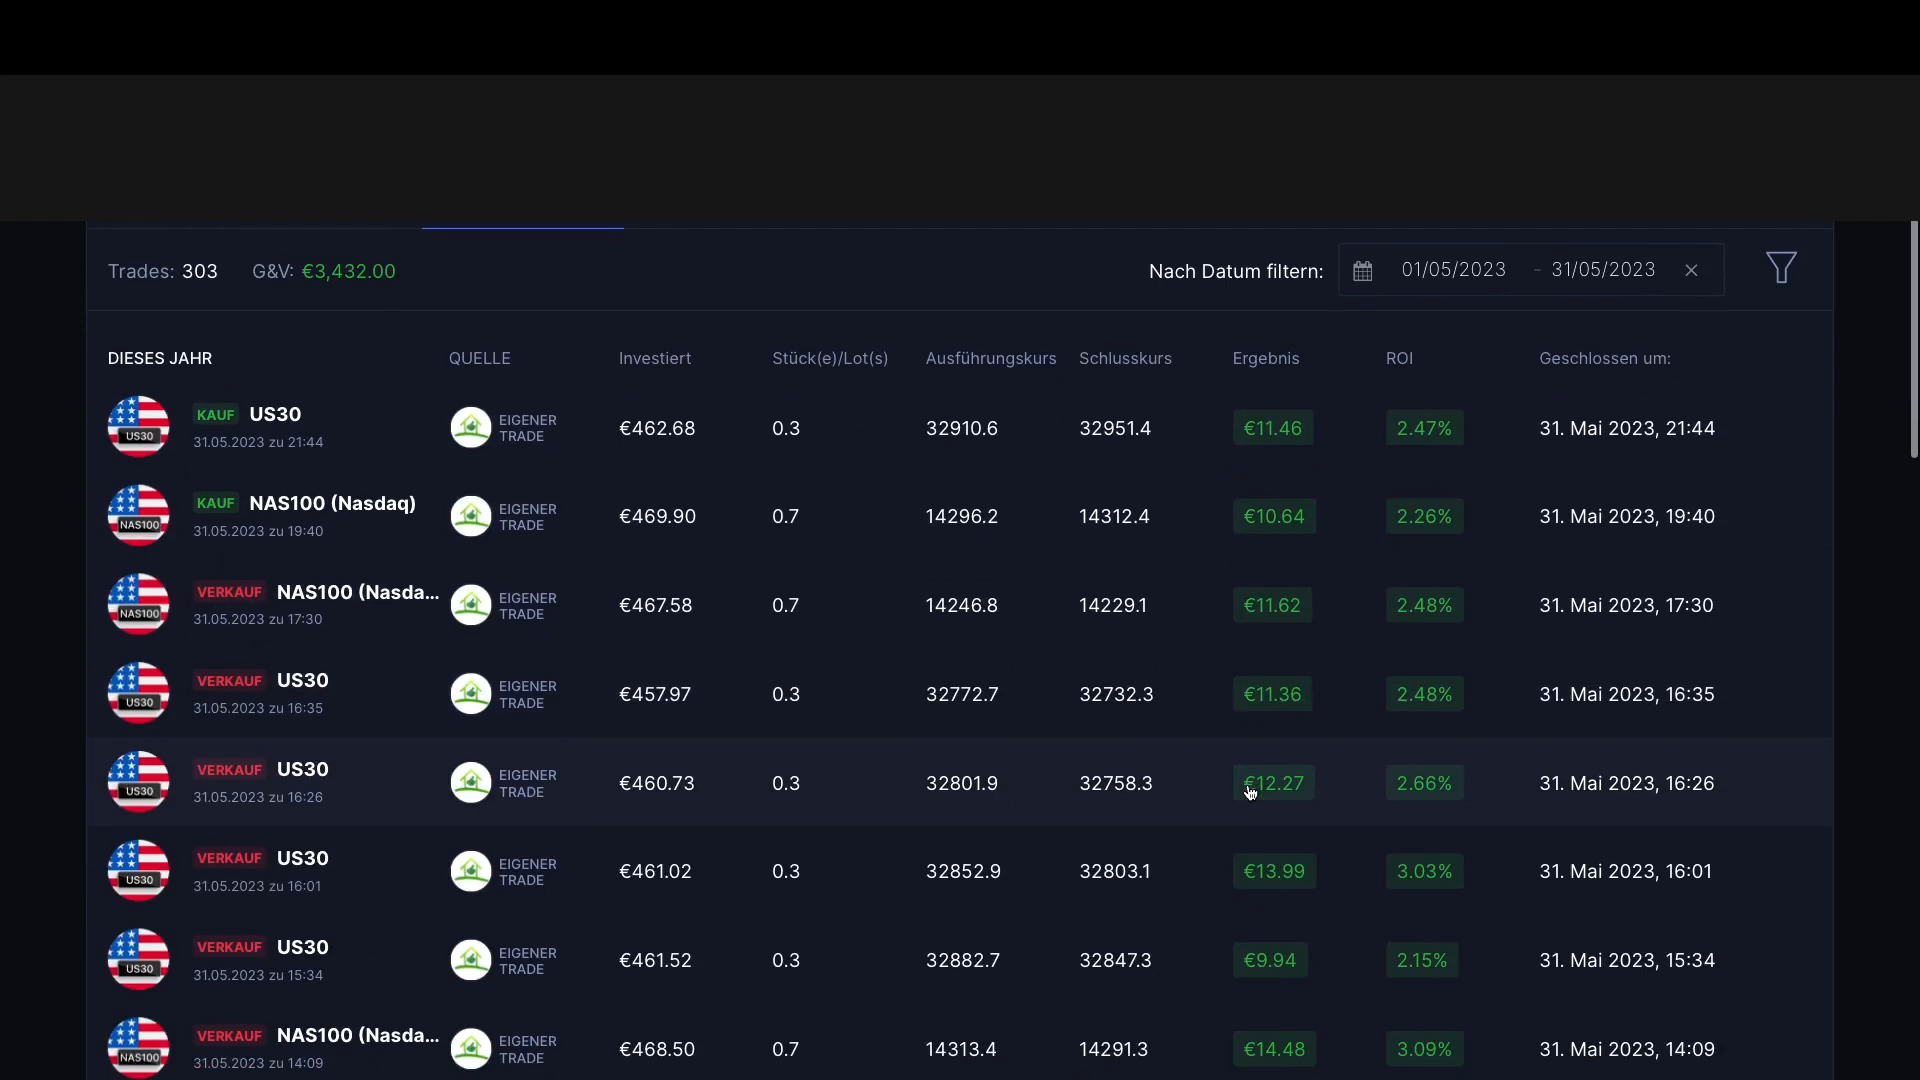 Trades: 303 G&V: €3,432.00 Nach Datum filtern: 01/05/2023 - 31/05/2023
DIESES JAHR QUELLE Investiert Stück(e)/Lot(s) Ausführungskurs Schlusskurs Ergebnis ROI Geschlossen um:
US30 KAUF US30 EIGENER TRADE €462.68 0.3 32910.6 32951.4 €11.46 2.47% 31. Mai 2023, 21:44
31.05.2023 zu 21:44
NAS100 KAUF NAS100 (Nasdaq) EIGENER TRADE €469.90 0.7 14296.2 14312.4 €10.64 2.26% 31. Mai 2023, 19:40
31.05.2023 zu 19:40
NAS100 VERKAUF NAS100 (Nasda... EIGENER TRADE €467.58 0.7 14246.8 14229.1 €11.62 2.48% 31. Mai 2023, 17:30
31.05.2023 zu 17:30
US30 VERKAUF US30 EIGENER TRADE €457.97 0.3 32772.7 32732.3 €11.36 2.48% 31. Mai 2023, 16:35
31.05.2023 zu 16:35
US30 VERKAUF US30 EIGENER TRADE €460.73 0.3 32801.9 32758.3 €12.27 2.66% 31. Mai 2023, 16:26
31.05.2023 zu 16:26
US30 VERKAUF US30 EIGENER TRADE €461.02 0.3 32852.9 32803.1 €13.99 3.03% 31. Mai 2023, 16:01
31.05.2023 zu 16:01
US30 VERKAUF US30 EIGENER TRADE €461.52 0.3 32882.7 32847.3 €9.94 2.15% 31. Mai 2023, 15:34
31.05.2023 zu 15:34
NAS100 VERKAUF NAS100 (Nasda... EIGENER TRADE €468.50 0.7 14313.4 14291.3 €14.48 3.09% 31. Mai 2023, 14:09
31.05.2023 zu 14:09